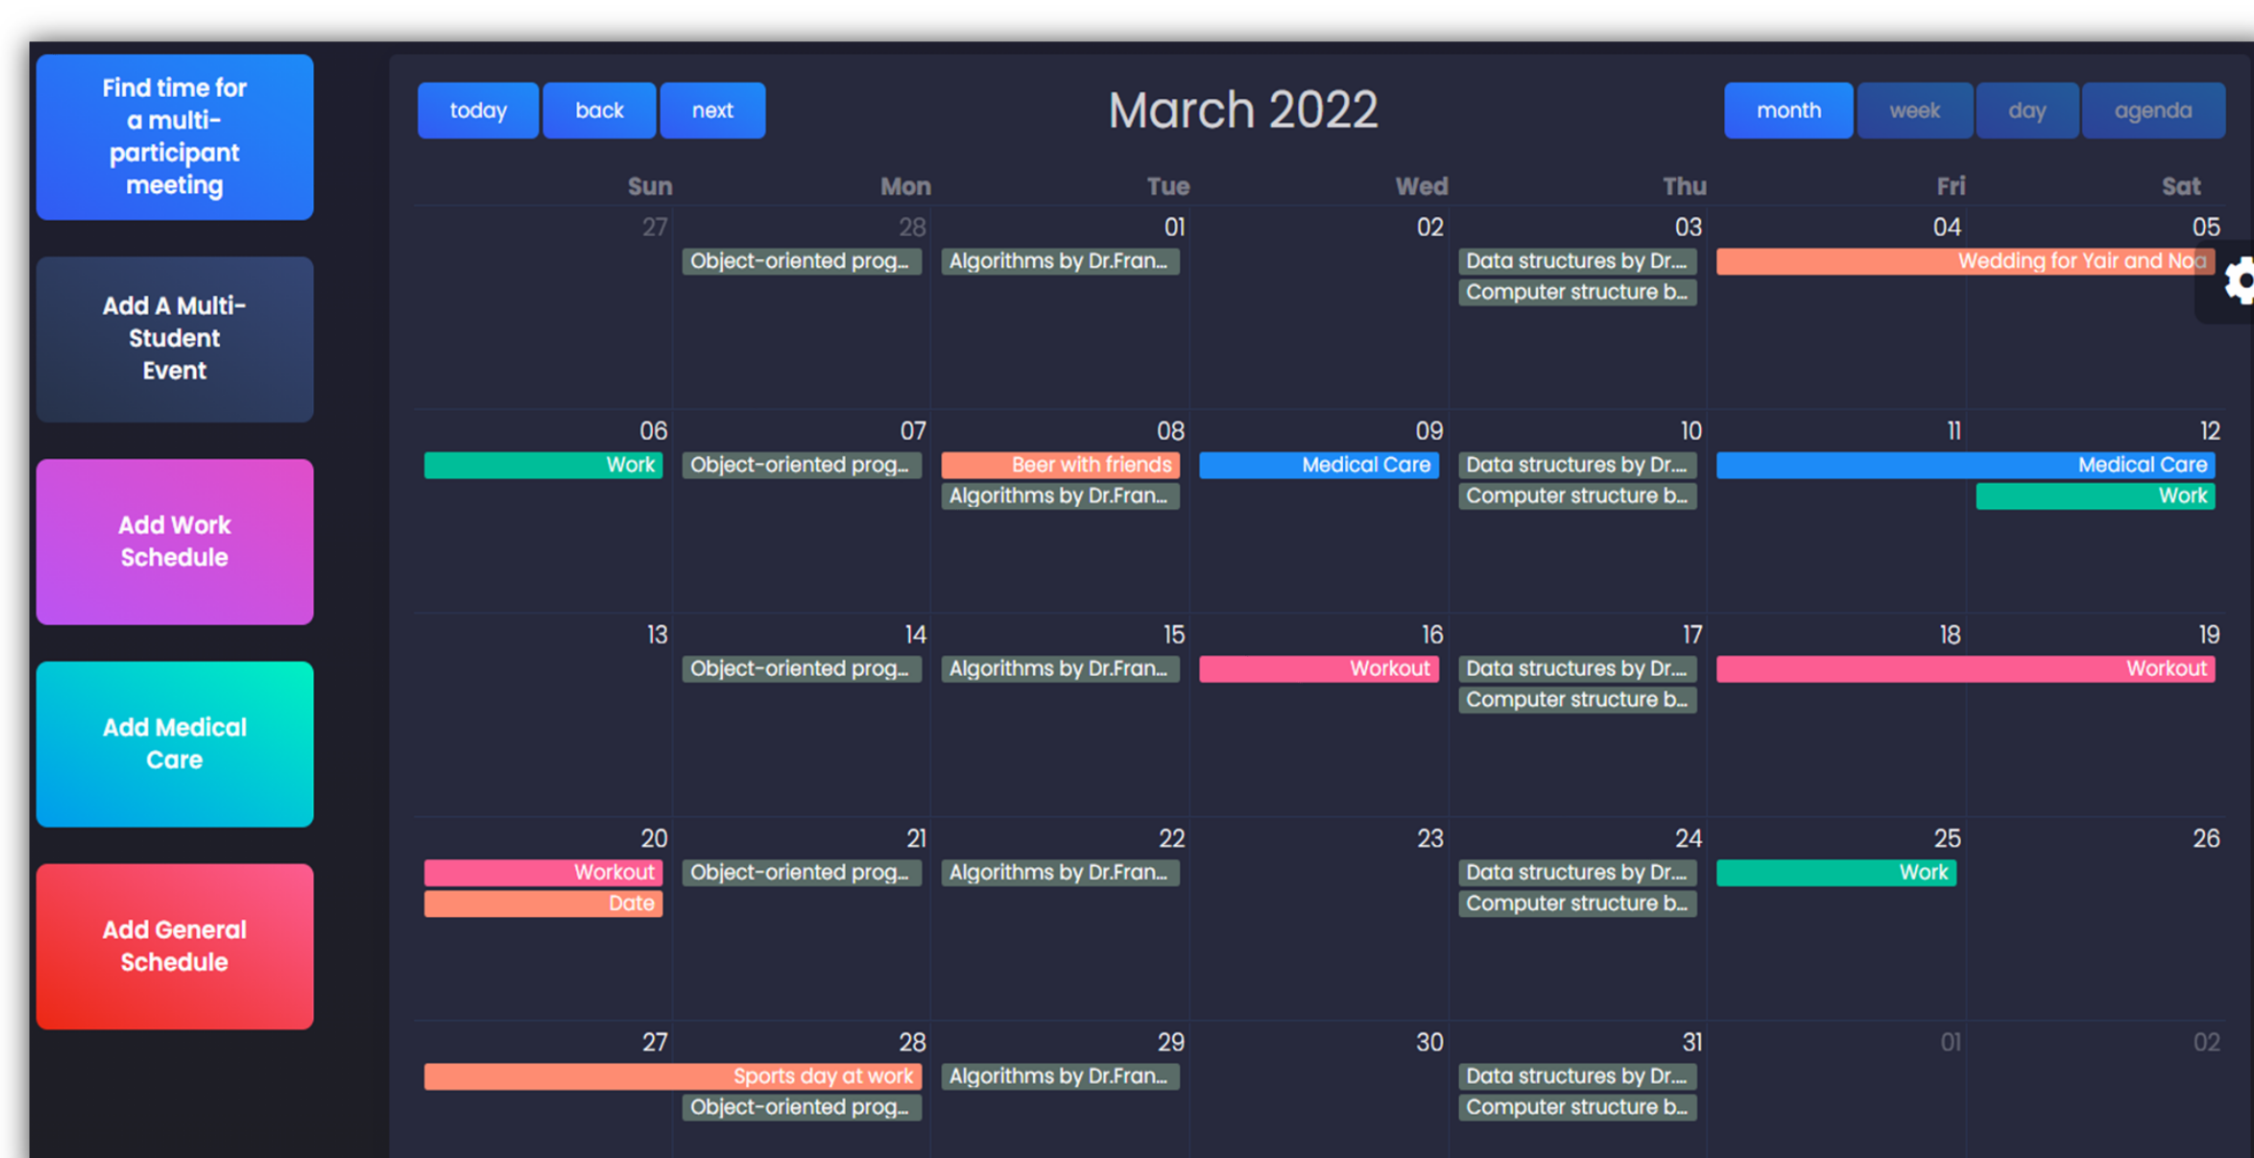 Find time for
a multi-
participant
meeting
Add A Multi-
Student
Event
Add Work
Schedule
Add Medical
Care
Add General
Schedule
today back next
March 2022
month week day agenda
Sun Mon Tue Wed Thu Fri Sat
27 28 01 02 03 04 05
Object-oriented prog... Algorithms by Dr.Fran... Data structures by Dr.... Wedding for Yair and Noa
Computer structure b...
06 07 08 09 10 11 12
Work Object-oriented prog... Beer with friends Medical Care Data structures by Dr.... Medical Care
Algorithms by Dr.Fran... Computer structure b... Work
13 14 15 16 17 18 19
Object-oriented prog... Algorithms by Dr.Fran... Workout Data structures by Dr.... Workout
Computer structure b...
20 21 22 23 24 25 26
Workout Object-oriented prog... Algorithms by Dr.Fran... Data structures by Dr.... Work
Date Computer structure b...
27 28 29 30 31 01 02
Sports day at work Algorithms by Dr.Fran... Data structures by Dr....
Object-oriented prog... Computer structure b...